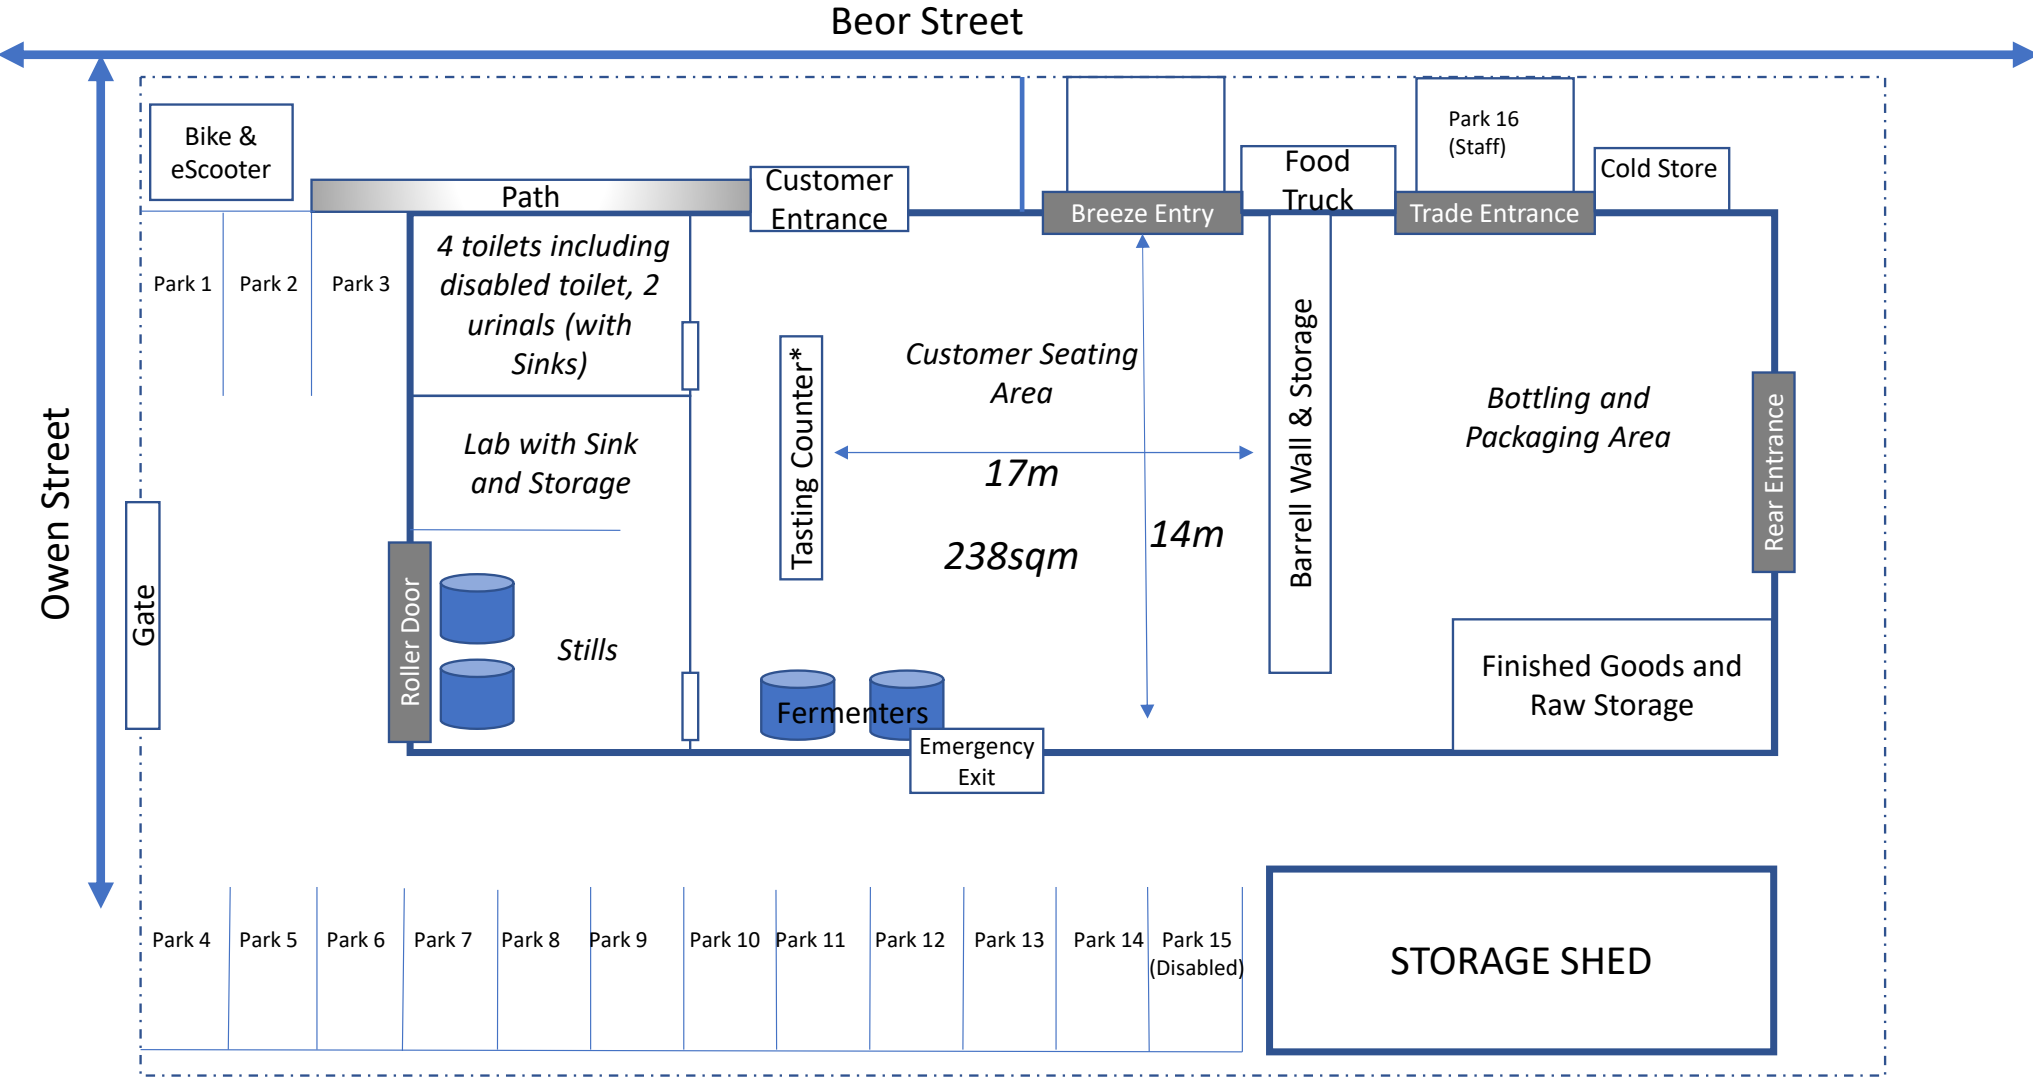 Beor Street
Bike &
eScooter
Path
Customer
Entrance
Breeze Entry
Food
Truck
Park 16
(Staff)
Trade Entrance
Cold Store
Park 1
Park 2
Park 3
4 toilets including
disabled toilet, 2
urinals (with
Sinks)
Lab with Sink
and Storage
Stills
Roller Door
Gate
Owen Street
Tasting Counter*
Customer Seating
Area
17m
14m
238sqm
Fermenters
Emergency
Exit
Barrell Wall & Storage
Bottling and
Packaging Area
Rear Entrance
Finished Goods and
Raw Storage
Park 4
Park 5
Park 6
Park 7
Park 8
Park 9
Park 10
Park 11
Park 12
Park 13
Park 14
Park 15
(Disabled)
STORAGE SHED